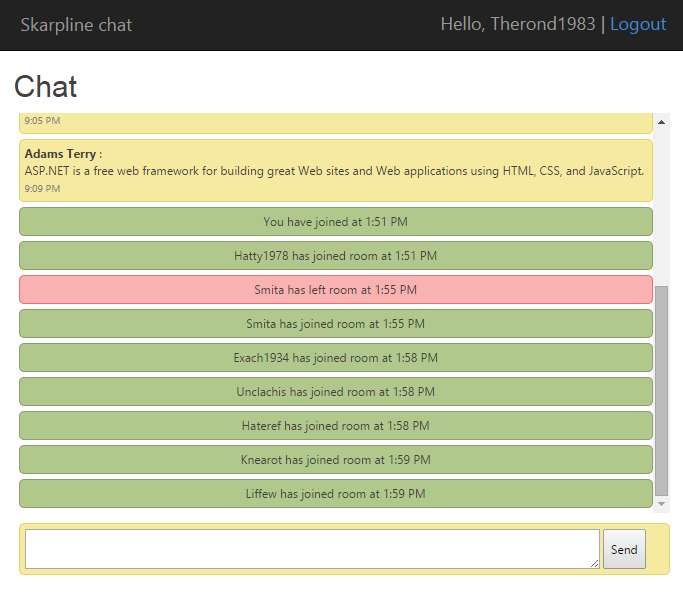 Skarpline chat
Hello, Therond1983 | Logout
Chat
9:05 PM
Adams Terry :
ASP.NET is a free web framework for building great Web sites and Web applications using HTML, CSS, and JavaScript.
9:09 PM
You have joined at 1:51 PM
Hatty1978 has joined room at 1:51 PM
Smita has left room at 1:55 PM
Smita has joined room at 1:55 PM
Exach1934 has joined room at 1:58 PM
Unclachis has joined room at 1:58 PM
Hateref has joined room at 1:58 PM
Knearot has joined room at 1:59 PM
Liffew has joined room at 1:59 PM
Send